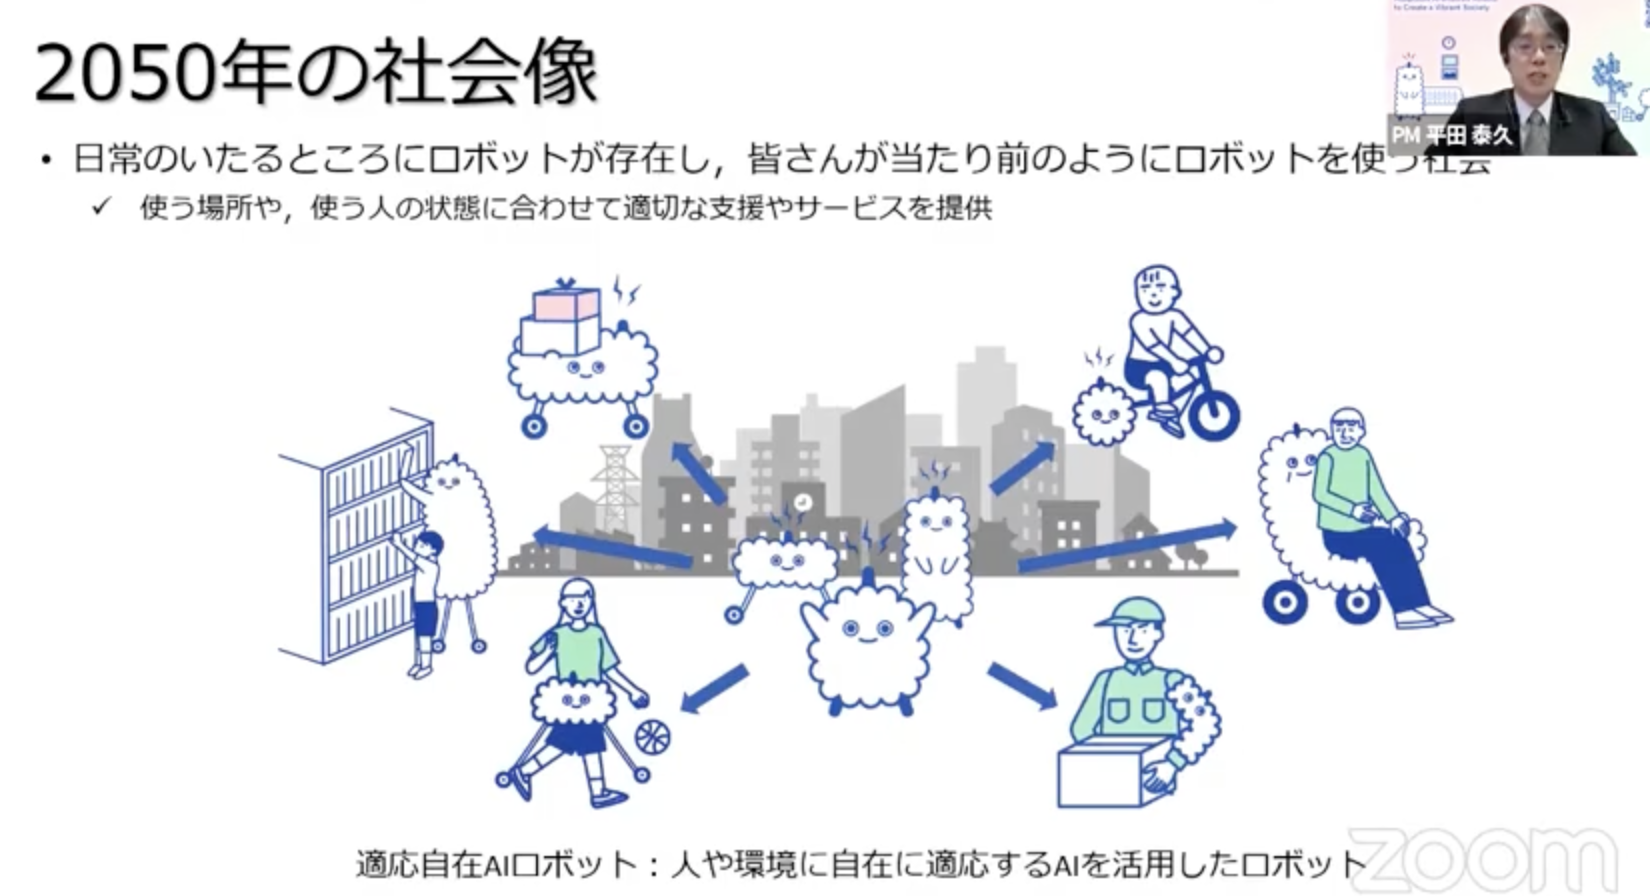 2050年の社会像
to Create a Vibrant Society.
PM 平田 泰久
• 日常のいたるところにロボットが存在し，皆さんが当たり前のようにロボットを使う社会
✓ 使う場所や，使う人の状態に合わせて適切な支援やサービスを提供
適応自在AIロボット：人や環境に自在に適応するAIを活用したロボット
zoom